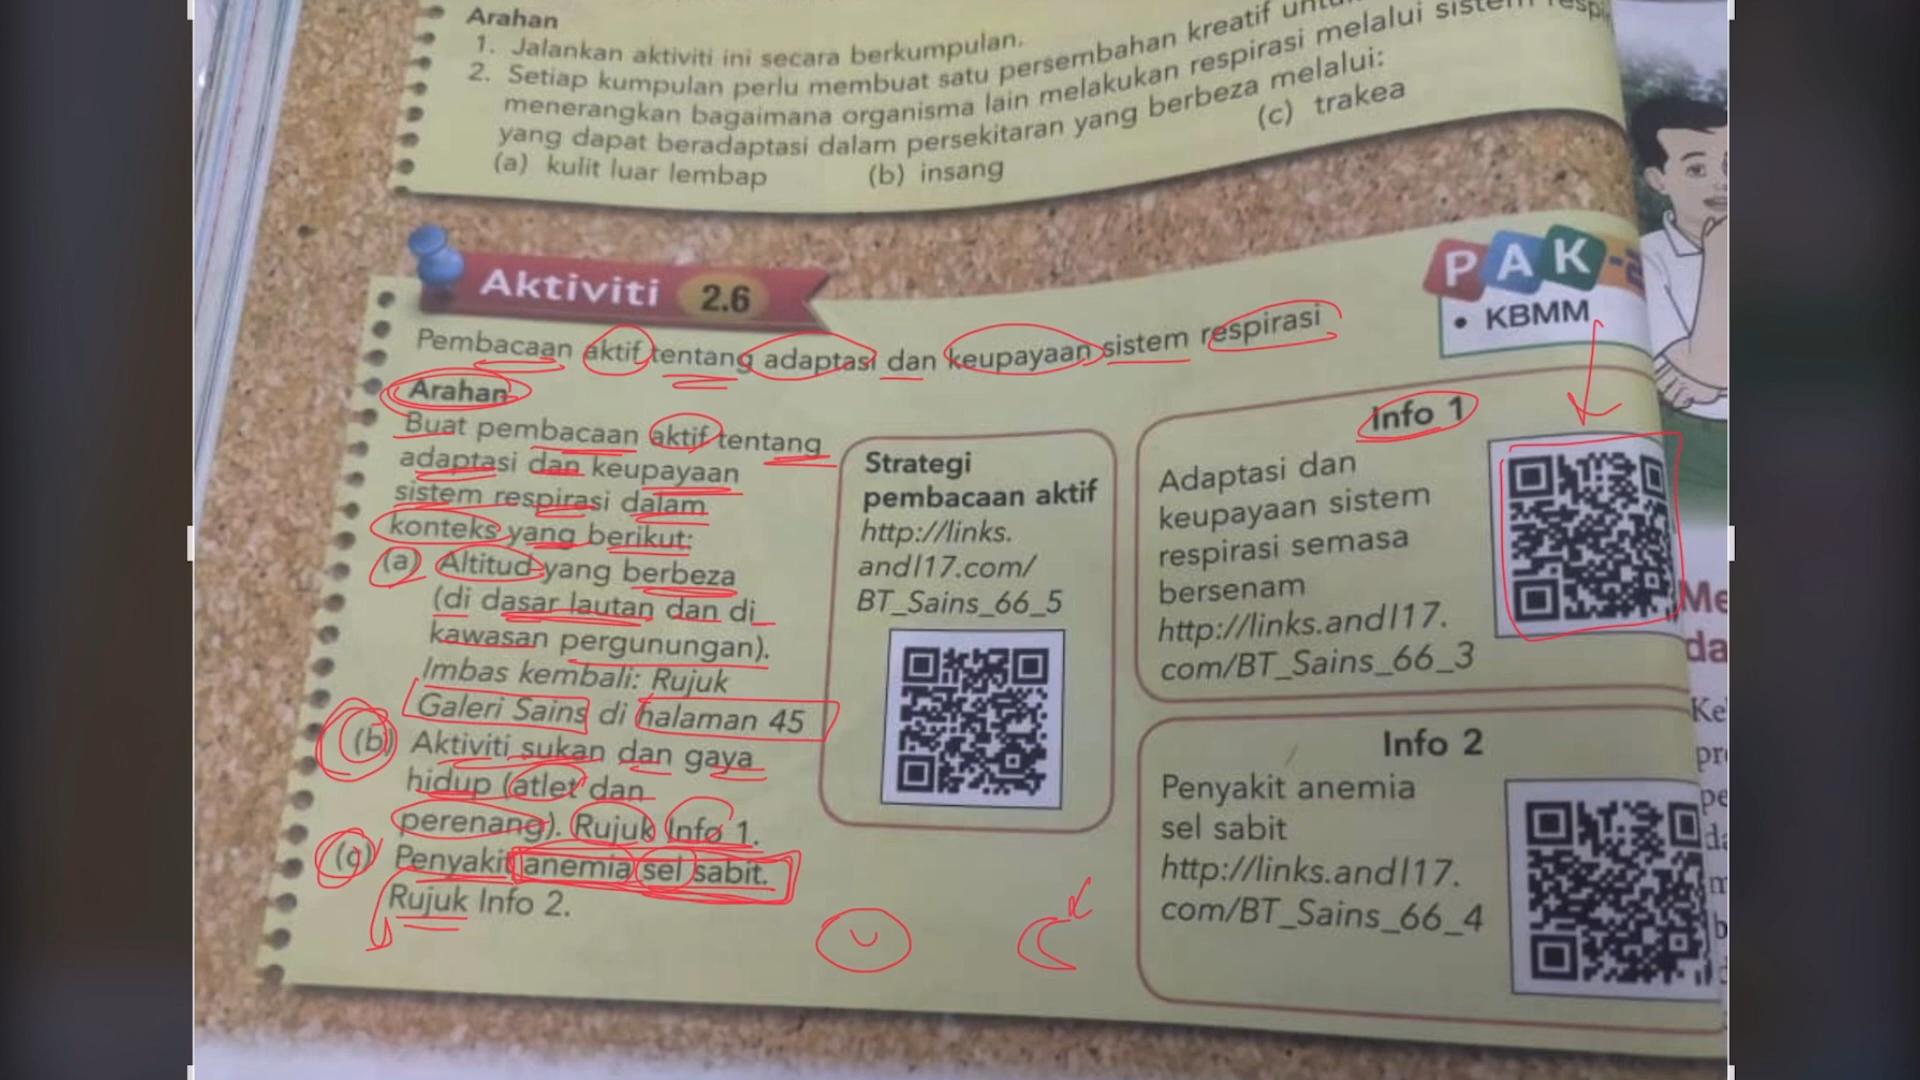 Arahan
1. Jalankan aktiviti ini secara berkumpulan.
2. Setiap kumpulan perlu membuat satu persembahan kreatif
menerangkan bagaimana organisma lain melakukan respirasi melalui sistem
yang dapat beradaptasi dalam persekitaran yang berbeza melalui:
(a) kulit luar lembap (b) insang (c) trakea
Aktiviti 2.6
PAK
• KBMM
Pembacaan aktif tentang adaptasi dan keupayaan sistem respirasi
Arahan
Buat pembacaan aktif tentang
adaptasi dan keupayaan
sistem respirasi dalam
konteks yang berikut:
(a) Altitud yang berbeza
(di dasar lautan dan di
kawasan pergunungan).
Imbas kembali: Rujuk
Galeri Sains di halaman 45
(b) Aktiviti sukan dan gaya
hidup (atlet dan
perenang). Rujuk Info 1.
(c) Penyakit anemia sel sabit.
Rujuk Info 2.
Strategi
pembacaan aktif
http://links.
andl17.com/
BT_Sains_66_5
Info 1
Adaptasi dan
keupayaan sistem
respirasi semasa
bersenam
http://links.andl17.
com/BT_Sains_66_3
Info 2
Penyakit anemia
sel sabit
http://links.andl17.
com/BT_Sains_66_4
Me
da
Ke